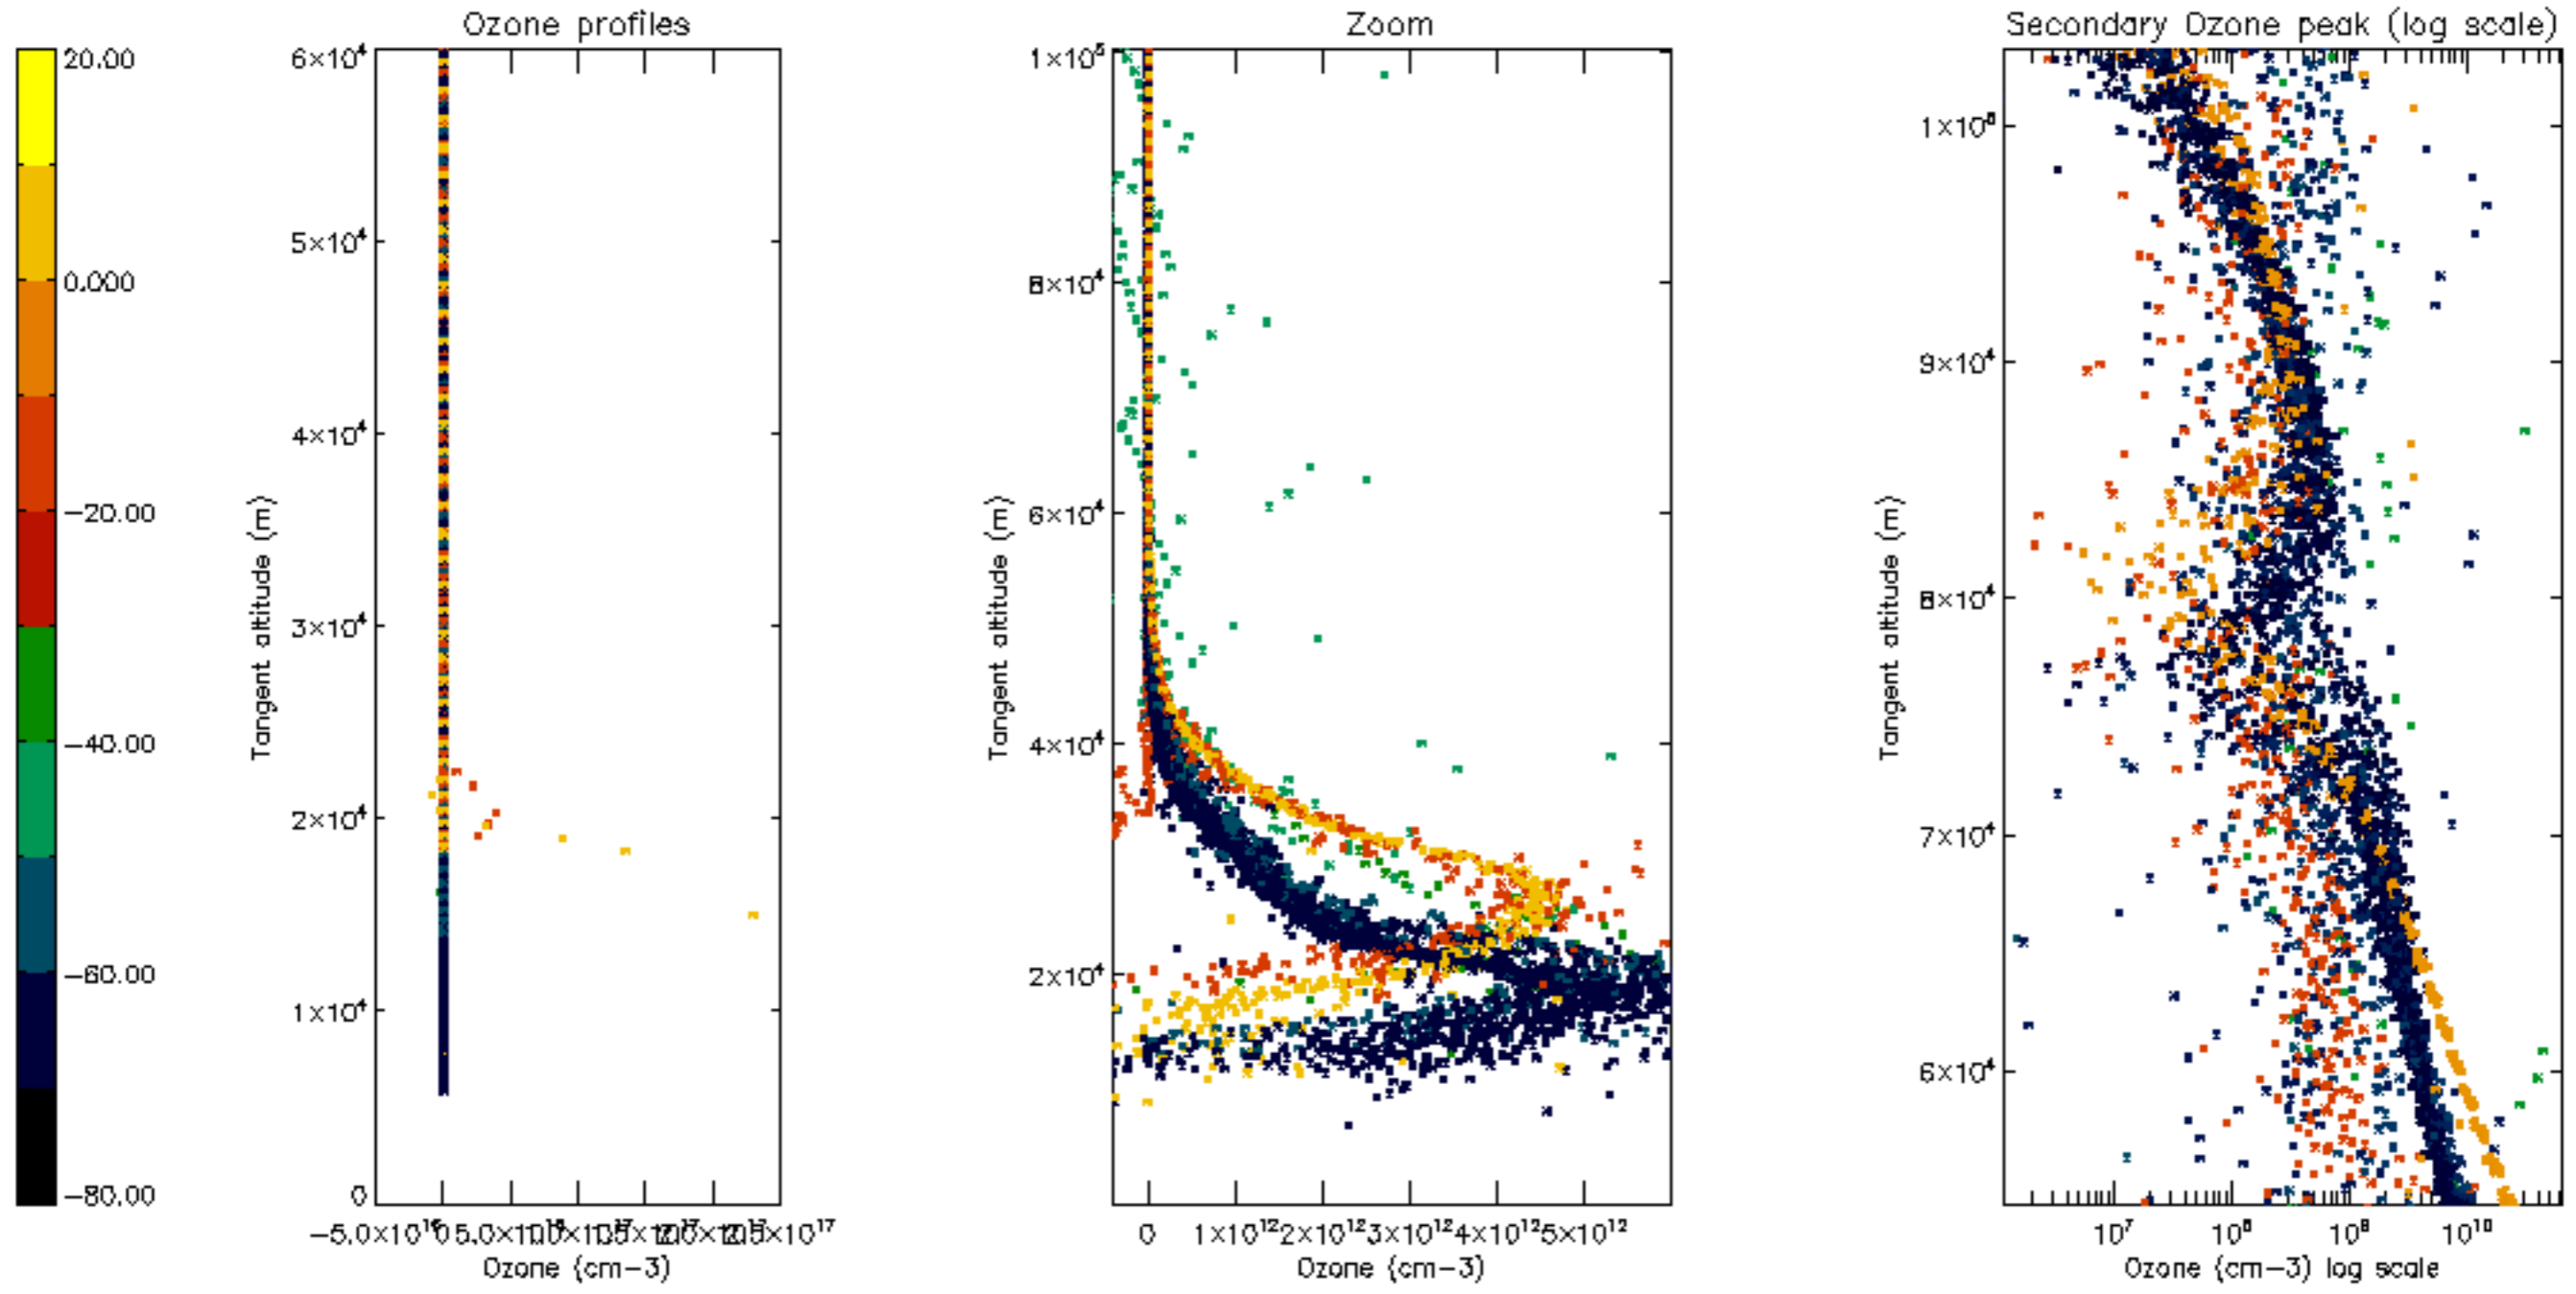 Ozone profiles
Zoom
Secondary Ozone peak (log scale)
20.00
0.000
−20.00
−40.00
−60.00
−80.00
6×10⁴
5×10⁴
4×10⁴
3×10⁴
2×10⁴
1×10⁴
0
Tangent altitude (m)
−5.0×10¹⁶
Ozone (cm−3)
1×10⁵
8×10⁴
6×10⁴
4×10⁴
2×10⁴
Tangent altitude (m)
0 1×10¹² 2×10¹² 3×10¹² 4×10¹² 5×10¹²
Ozone (cm−3)
1×10⁵
9×10⁴
8×10⁴
7×10⁴
6×10⁴
Tangent altitude (m)
10⁷ 10⁸ 10⁹ 10¹⁰
Ozone (cm−3) log scale